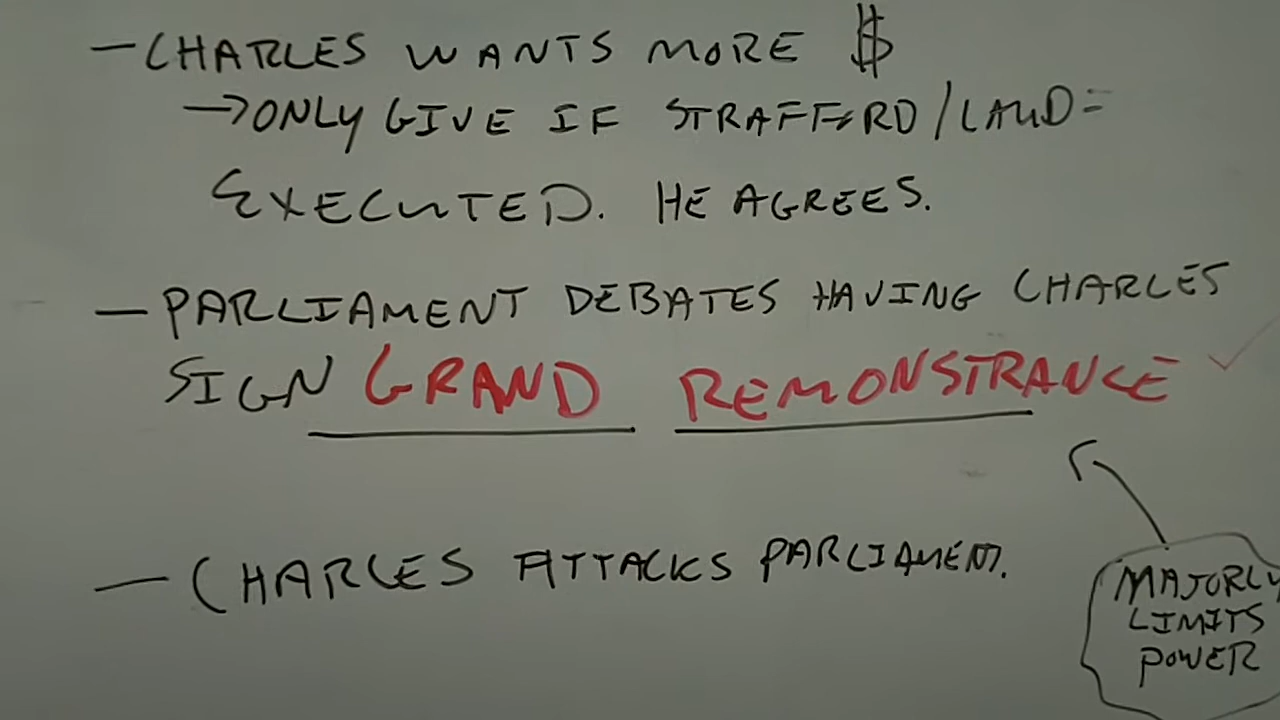 — CHARLES WANTS MORE $
→ ONLY GIVE IF STRAFFORD/LAUD =
EXECUTED. HE AGREES.
— PARLIAMENT DEBATES HAVING CHARLES
SIGN GRAND REMONSTRANCE
— CHARLES ATTACKS PARLIAMENT.
MAJORLY
LIMITS
POWER